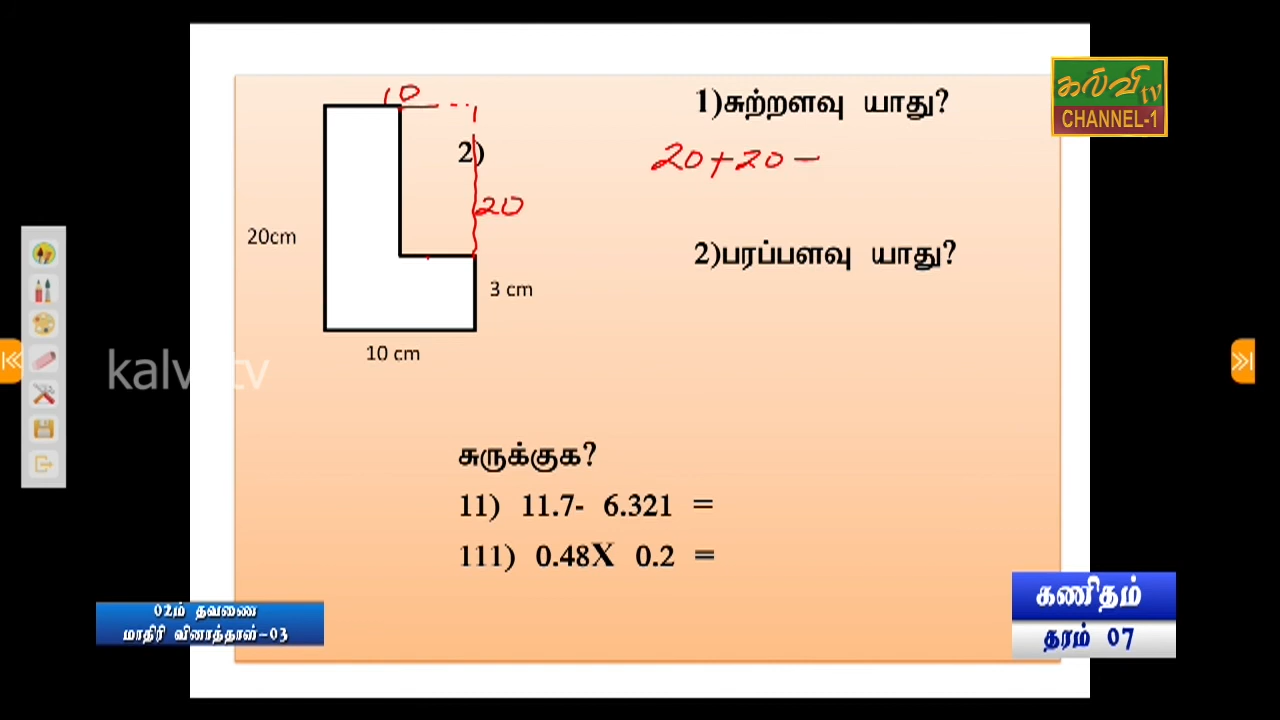 கல்வி tv
CHANNEL-1
10
1)சுற்றளவு யாது?
2)
20+20
20
20cm
2)பரப்பளவு யாது?
3 cm
10 cm
kalvi tv
சுருக்குக?
11) 11.7- 6.321 =
111) 0.48X 0.2 =
02ம் தவணை
மாதிரி வினாத்தாள்-03
கணிதம்
தரம் 07